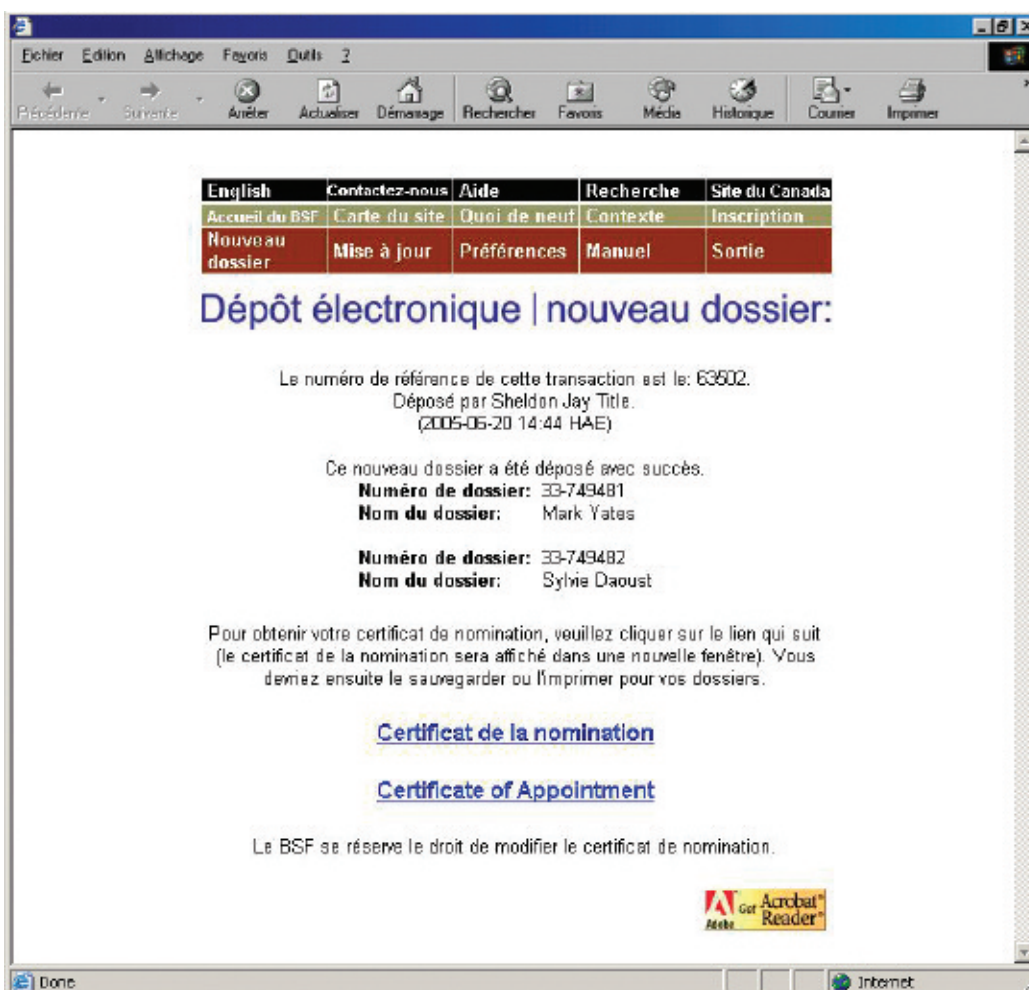 Fichier Edition Affichage Favoris Outils ?
Précédente Suivante Arrêter Actualiser Démarrage Rechercher Favoris Média Historique Courrier Imprimer
English Contactez-nous Aide Recherche Site du Canada
Accueil du BSF Carte du site Quoi de neuf Contexte Inscription
Nouveau dossier Mise à jour Préférences Manuel Sortie
Dépôt électronique | nouveau dossier:
Le numéro de référence de cette transaction est le: 63502.
Déposé par Sheldon Jay Title.
(2005-06-20 14:44 HAE)
Ce nouveau dossier a été déposé avec succès.
Numéro de dossier: 33-749481
Nom du dossier: Mark Yates
Numéro de dossier: 33-749482
Nom du dossier: Sylvie Daoust
Pour obtenir votre certificat de nomination, veuillez cliquer sur le lien qui suit
(le certificat de la nomination sera affiché dans une nouvelle fenêtre). Vous
devriez ensuite le sauvegarder ou l'imprimer pour vos dossiers.
Certificat de la nomination
Certificate of Appointment
Le BSF se réserve le droit de modifier le certificat de nomination.
Adobe Get Acrobat® Reader®
Done Internet